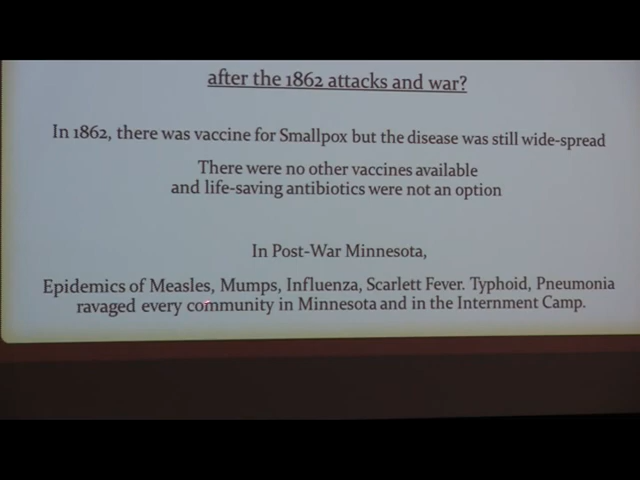 after the 1862 attacks and war?
In 1862, there was vaccine for Smallpox but the disease was still wide-spread
There were no other vaccines available
and life-saving antibiotics were not an option
In Post-War Minnesota,
Epidemics of Measles, Mumps, Influenza, Scarlett Fever. Typhoid, Pneumonia
ravaged every community in Minnesota and in the Internment Camp.